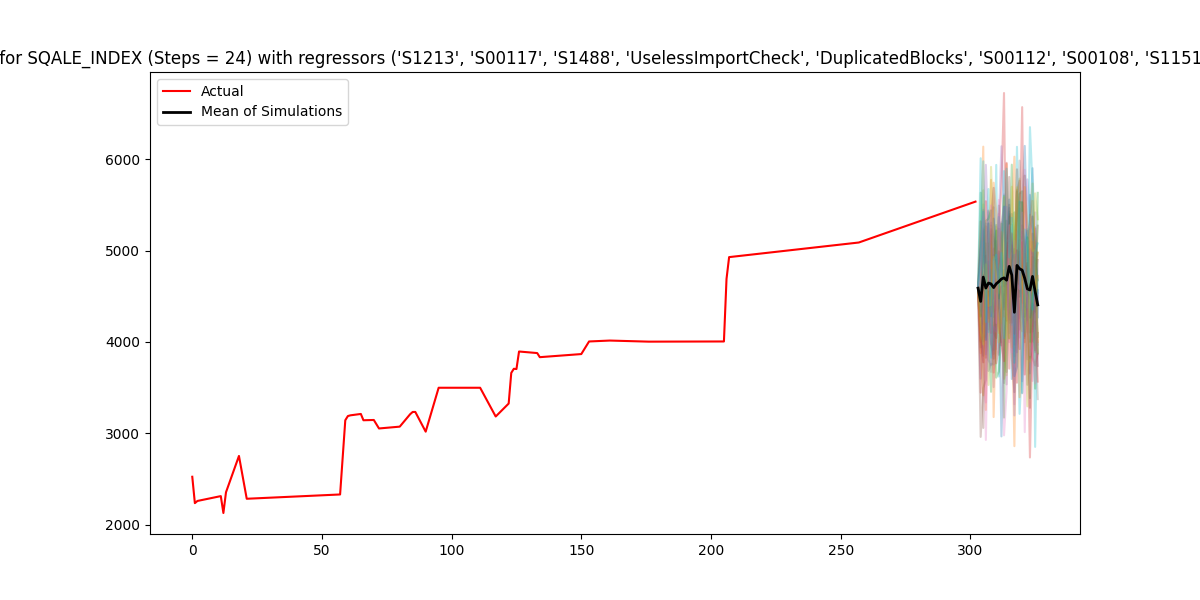 for SQALE_INDEX (Steps = 24) with regressors ('S1213', 'S00117', 'S1488', 'UselessImportCheck', 'DuplicatedBlocks', 'S00112', 'S00108', 'S1151
Actual
Mean of Simulations
6000
5000
4000
3000
2000
0 50 100 150 200 250 300